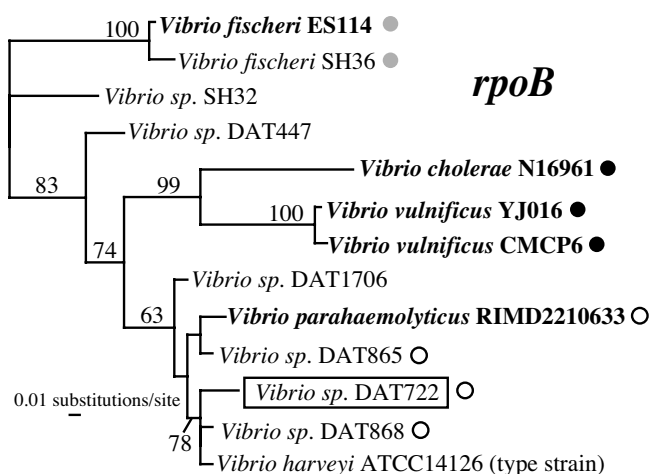 100
Vibrio fischeri ES114
Vibrio fischeri SH36
rpoB
Vibrio sp. SH32
Vibrio sp. DAT447
83
99
Vibrio cholerae N16961
100
Vibrio vulnificus YJ016
Vibrio vulnificus CMCP6
74
Vibrio sp. DAT1706
63
Vibrio parahaemolyticus RIMD2210633
Vibrio sp. DAT865
Vibrio sp. DAT722
0.01 substitutions/site
Vibrio sp. DAT868
78
Vibrio harveyi ATCC14126 (type strain)